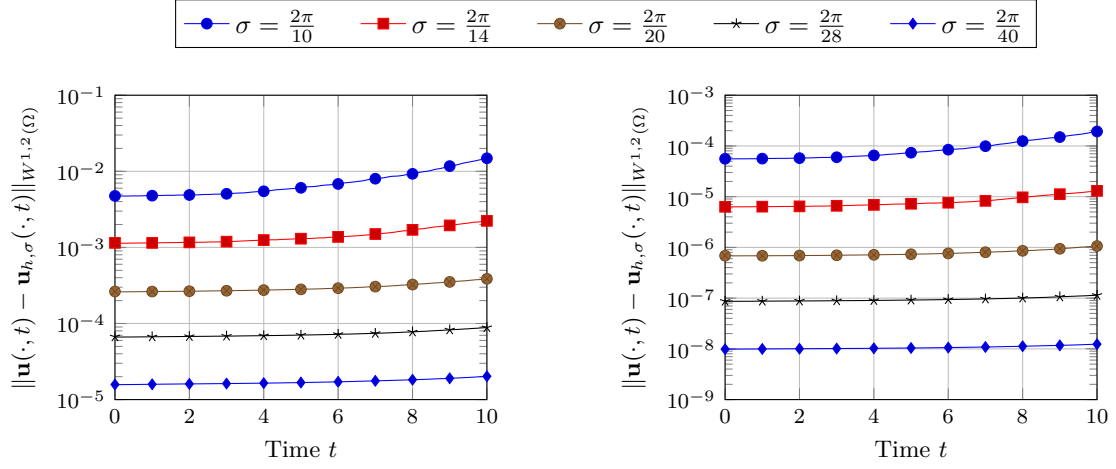 σ = 2π/10 σ = 2π/14 σ = 2π/20 σ = 2π/28 σ = 2π/40
10⁻¹
10⁻²
10⁻³
10⁻⁴
10⁻⁵
0 2 4 6 8 10
Time t
‖u(·, t) − u_{h,σ}(·, t)‖_{W^{1,2}(Ω)}
10⁻³
10⁻⁴
10⁻⁵
10⁻⁶
10⁻⁷
10⁻⁸
10⁻⁹
0 2 4 6 8 10
Time t
‖u(·, t) − u_{h,σ}(·, t)‖_{W^{1,2}(Ω)}